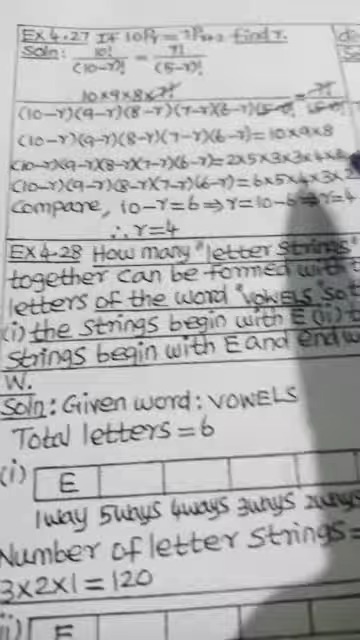 Ex 4.27 If 10Pr = 7Pr+2 find r.
Soln: 10!/(10-r)! = 7!/(5-r)!
10×9×8×7!/(10-r)(9-r)(8-r)(7-r)(6-r)(5-r)! = 7!/(5-r)!
(10-r)(9-r)(8-r)(7-r)(6-r) = 10×9×8
(10-r)(9-r)(8-r)(7-r)(6-r) = 2×5×3×3×4×
(10-r)(9-r)(8-r)(7-r)(6-r) = 6×5×4×3×
Compare, 10-r=6 ⇒ r=10-6 ⇒ r=4
∴ r=4
Ex 4.28 How many "letter strings"
together can be formed with
letters of the word "VOWELS" so
(i) the strings begin with E (ii)
strings begin with E and end
W.
Soln: Given word: VOWELS
Total letters = 6
(i) E
1way 5ways 4ways 3ways
Number of letter strings =
3×2×1 = 120
E